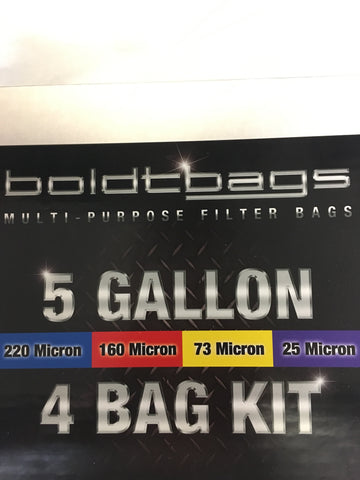 boldtbags
MULTI-PURPOSE FILTER BAGS
5 GALLON
220 Micron 160 Micron 73 Micron 25 Micron
4 BAG KIT